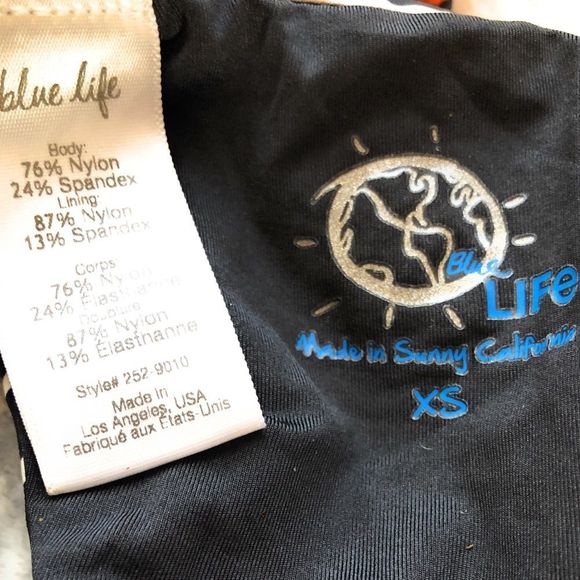 blue life
Body:
76% Nylon
24% Spandex
Lining:
87% Nylon
13% Spandex
Corps
76% Nylon
24% Élasthanne
Doublure
87% Nylon
13% Élasthanne
Style# 252-9010
Made in
Los Angeles, USA
Fabriqué aux États-Unis
Blue
LIFE
Made in Sunny California
XS